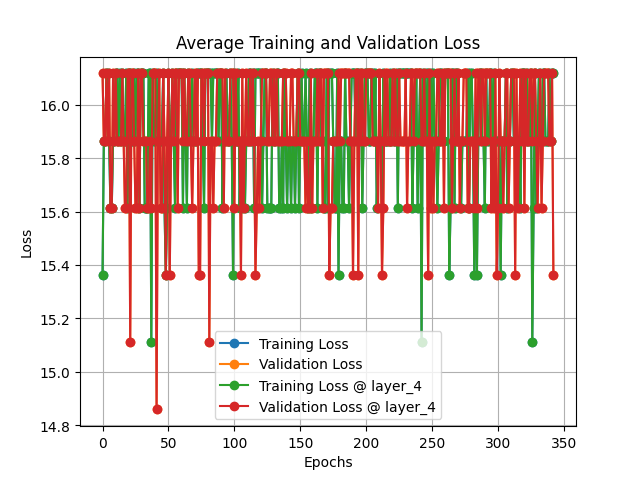 Average Training and Validation Loss
16.0
15.8
15.6
15.4
15.2
15.0
14.8
Loss
Training Loss
Validation Loss
Training Loss @ layer_4
Validation Loss @ layer_4
0 50 100 150 200 250 300 350
Epochs